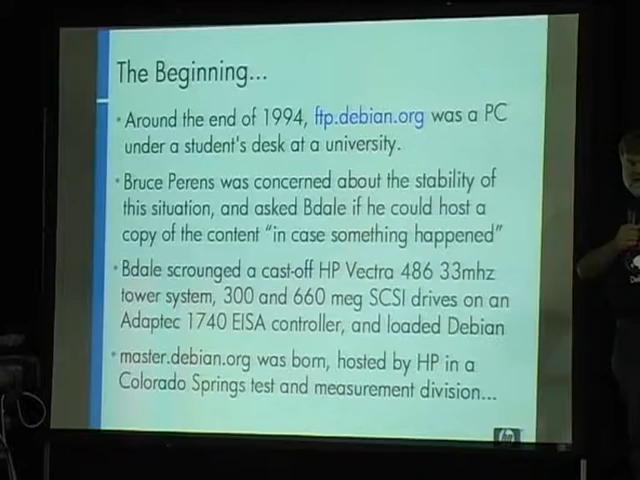 The Beginning...
• Around the end of 1994, ftp.debian.org was a PC
under a student's desk at a university.
• Bruce Perens was concerned about the stability of
this situation, and asked Bdale if he could host a
copy of the content "in case something happened"
• Bdale scrounged a cast-off HP Vectra 486 33mhz
tower system, 300 and 660 meg SCSI drives on an
Adaptec 1740 EISA controller, and loaded Debian
• master.debian.org was born, hosted by HP in a
Colorado Springs test and measurement division...
hp